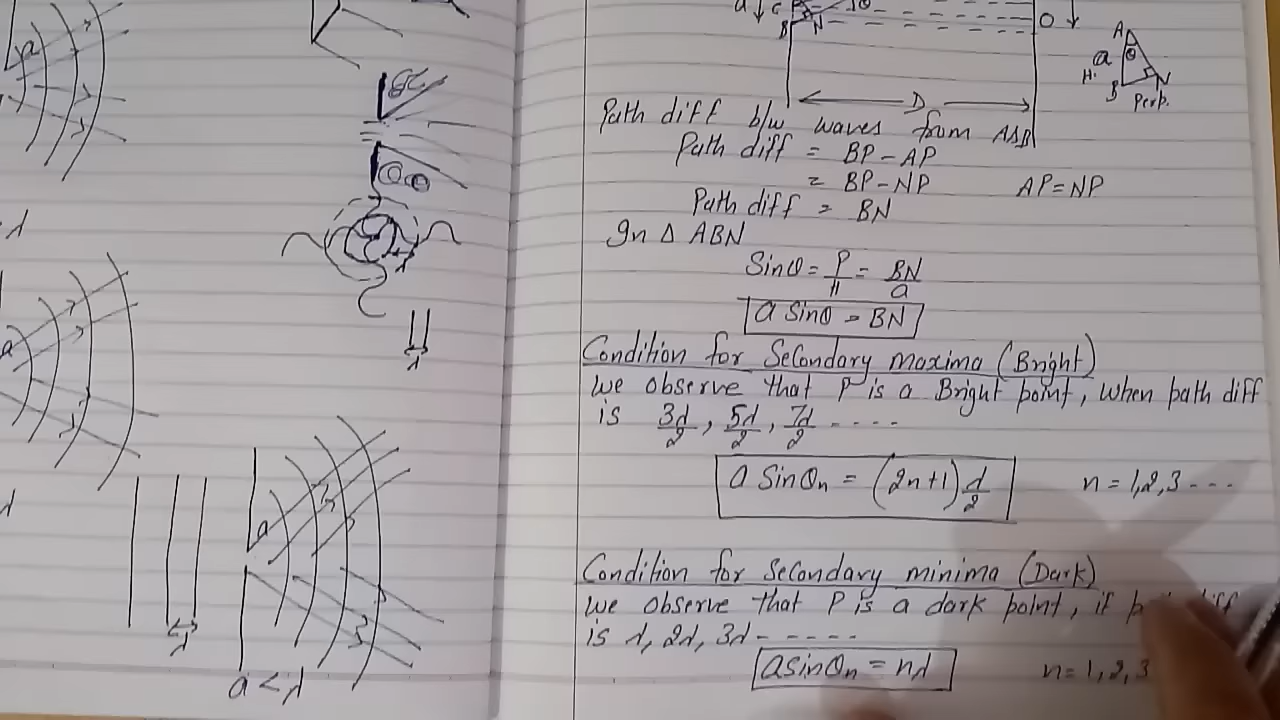 a
λ
a
λ
λ
λ
a
λ
a < λ
a C
B N O
D
A
a θ
H. B N
Perp.
Path diff b/w waves from A&B
Path diff = BP - AP
= BP - NP AP = NP
Path diff = BN
In Δ ABN
Sinθ = P/H = BN/a
a Sinθ = BN
Condition for Secondary maxima (Bright)
We observe that P is a Bright point, when path diff
is 3λ/2, 5λ/2, 7λ/2 - - - -
a Sinθn = (2n+1) λ/2 n = 1,2,3 - - -
Condition for Secondary minima (Dark)
We observe that P is a dark point, if
is λ, 2λ, 3λ - - - - -
a sinθn = nλ n = 1, 2, 3